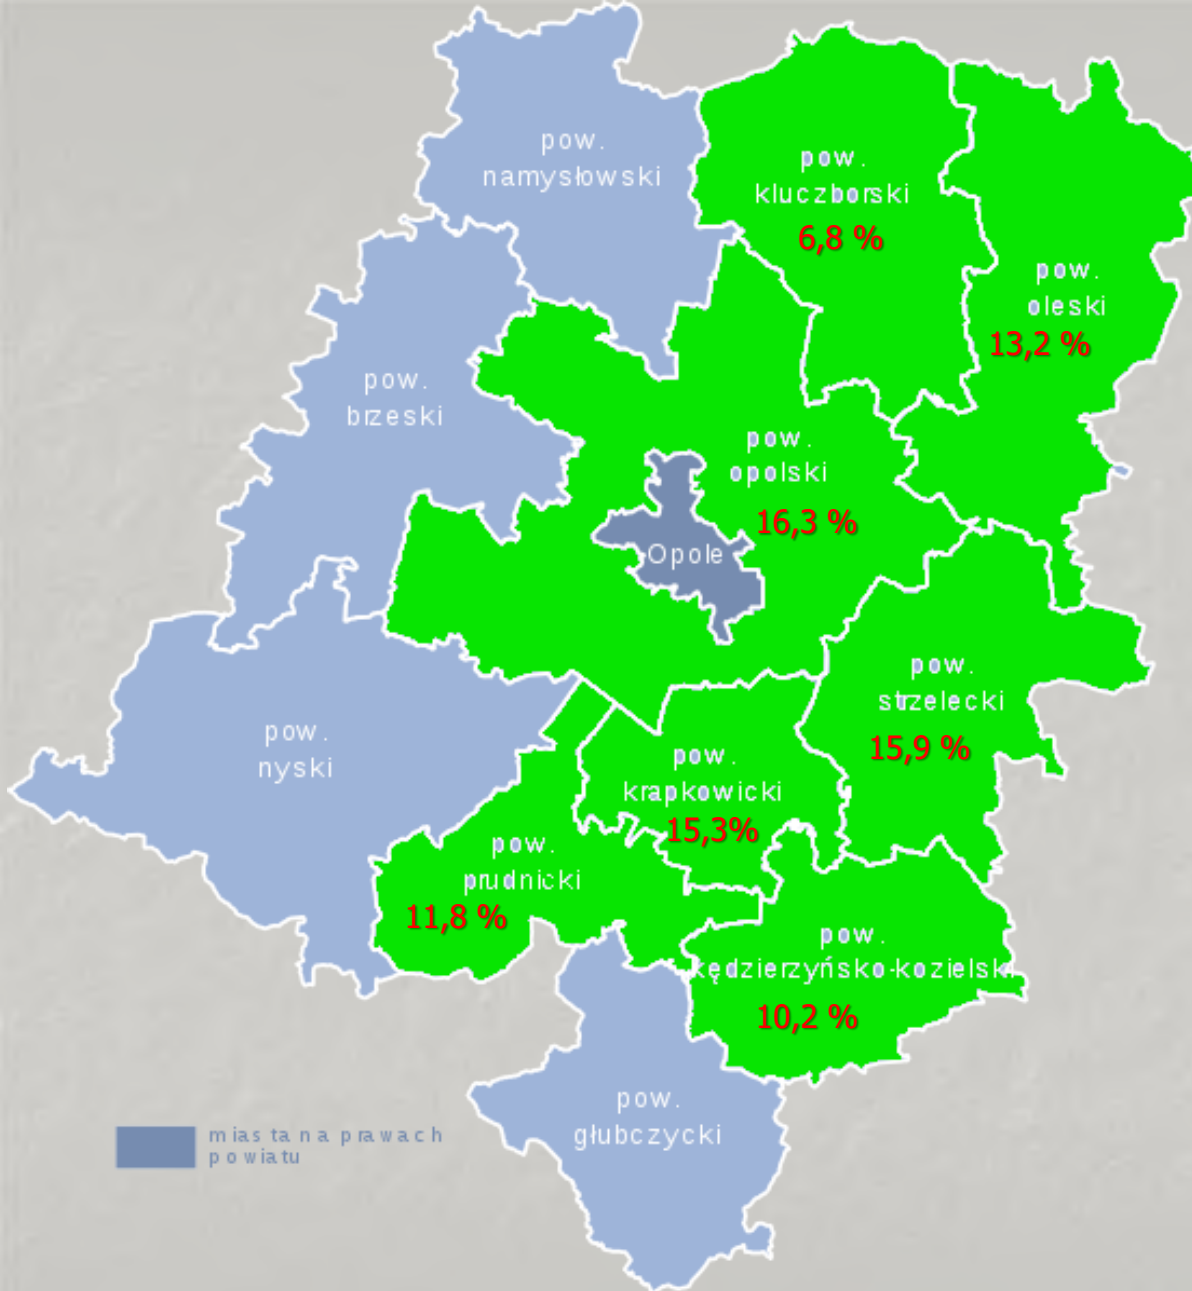 pow.
namysłowski
pow.
kluczborski
6,8 %
pow.
oleski
13,2 %
pow.
brzeski
pow.
opolski
16,3 %
Opole
pow.
strzelecki
15,9 %
pow.
nyski
pow.
krapkowicki
15,3%
pow.
prudnicki
11,8 %
pow.
kędzierzyńsko-kozielski
10,2 %
pow.
głubczycki
miasta na prawach
powiatu